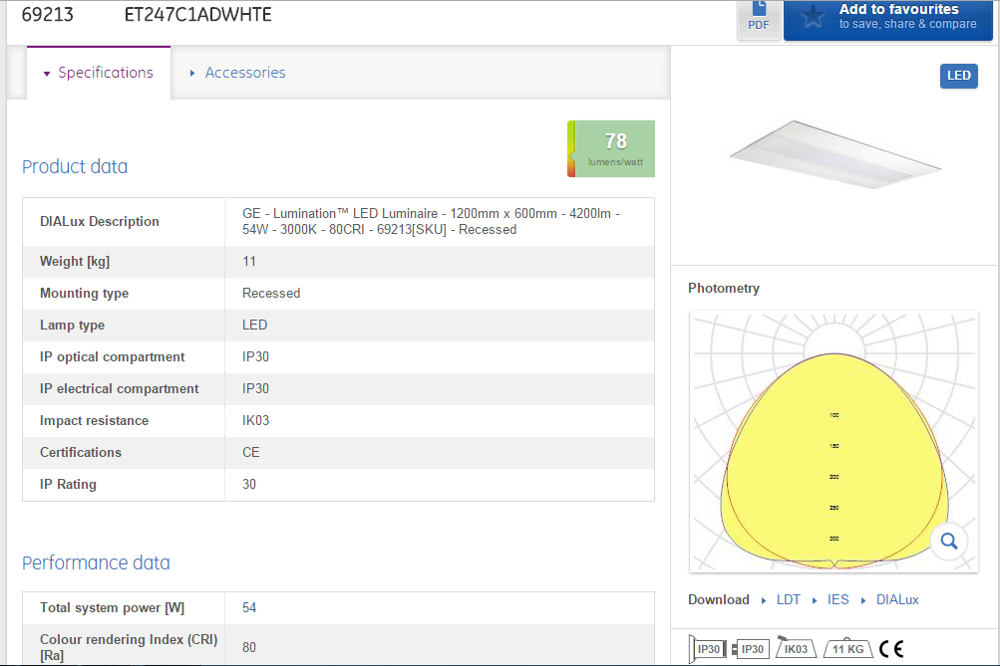 69213 ET247C1ADWHTE
PDF
Add to favourites
to save, share & compare
Specifications
Accessories
LED
78
lumens/watt
Product data
DIALux Description
GE - Lumination™ LED Luminaire - 1200mm x 600mm - 4200lm -
54W - 3000K - 80CRI - 69213[SKU] - Recessed
Weight [kg] 11
Mounting type Recessed
Lamp type LED
IP optical compartment IP30
IP electrical compartment IP30
Impact resistance IK03
Certifications CE
IP Rating 30
Performance data
Total system power [W] 54
Colour rendering Index (CRI)
[Ra]
80
Photometry
100
150
200
250
Download LDT IES DIALux
IP30 IP30 IK03 11 KG CE